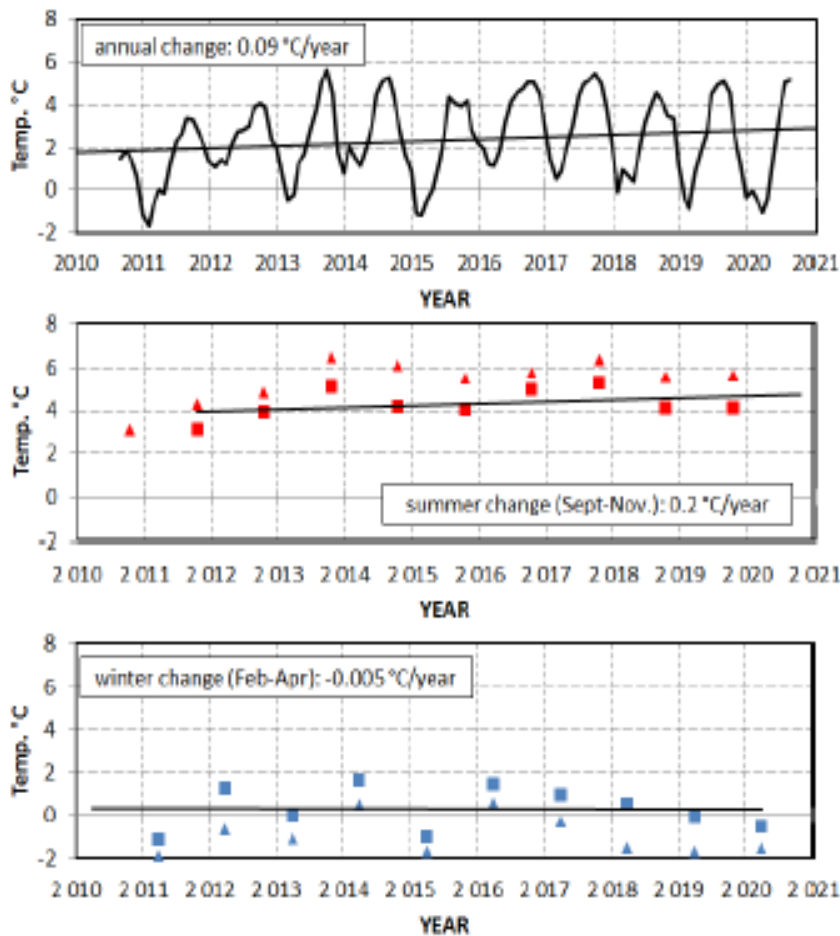 8
annual change: 0.09 °C/year
6
4
2
0
-2
Temp. °C
2010 2011 2012 2013 2014 2015 2016 2017 2018 2019 2020 2021
YEAR
8
6
4
2
0
summer change (Sept-Nov.): 0.2 °C/year
-2
Temp. °C
2 010 2 011 2 012 2 013 2 014 2 015 2 016 2 017 2 018 2 019 2 020 2 021
YEAR
8
winter change (Feb-Apr): -0.005 °C/year
6
4
2
0
-2
Temp. °C
2 010 2 011 2 012 2 013 2 014 2 015 2 016 2 017 2 018 2 019 2 020 2 021
YEAR